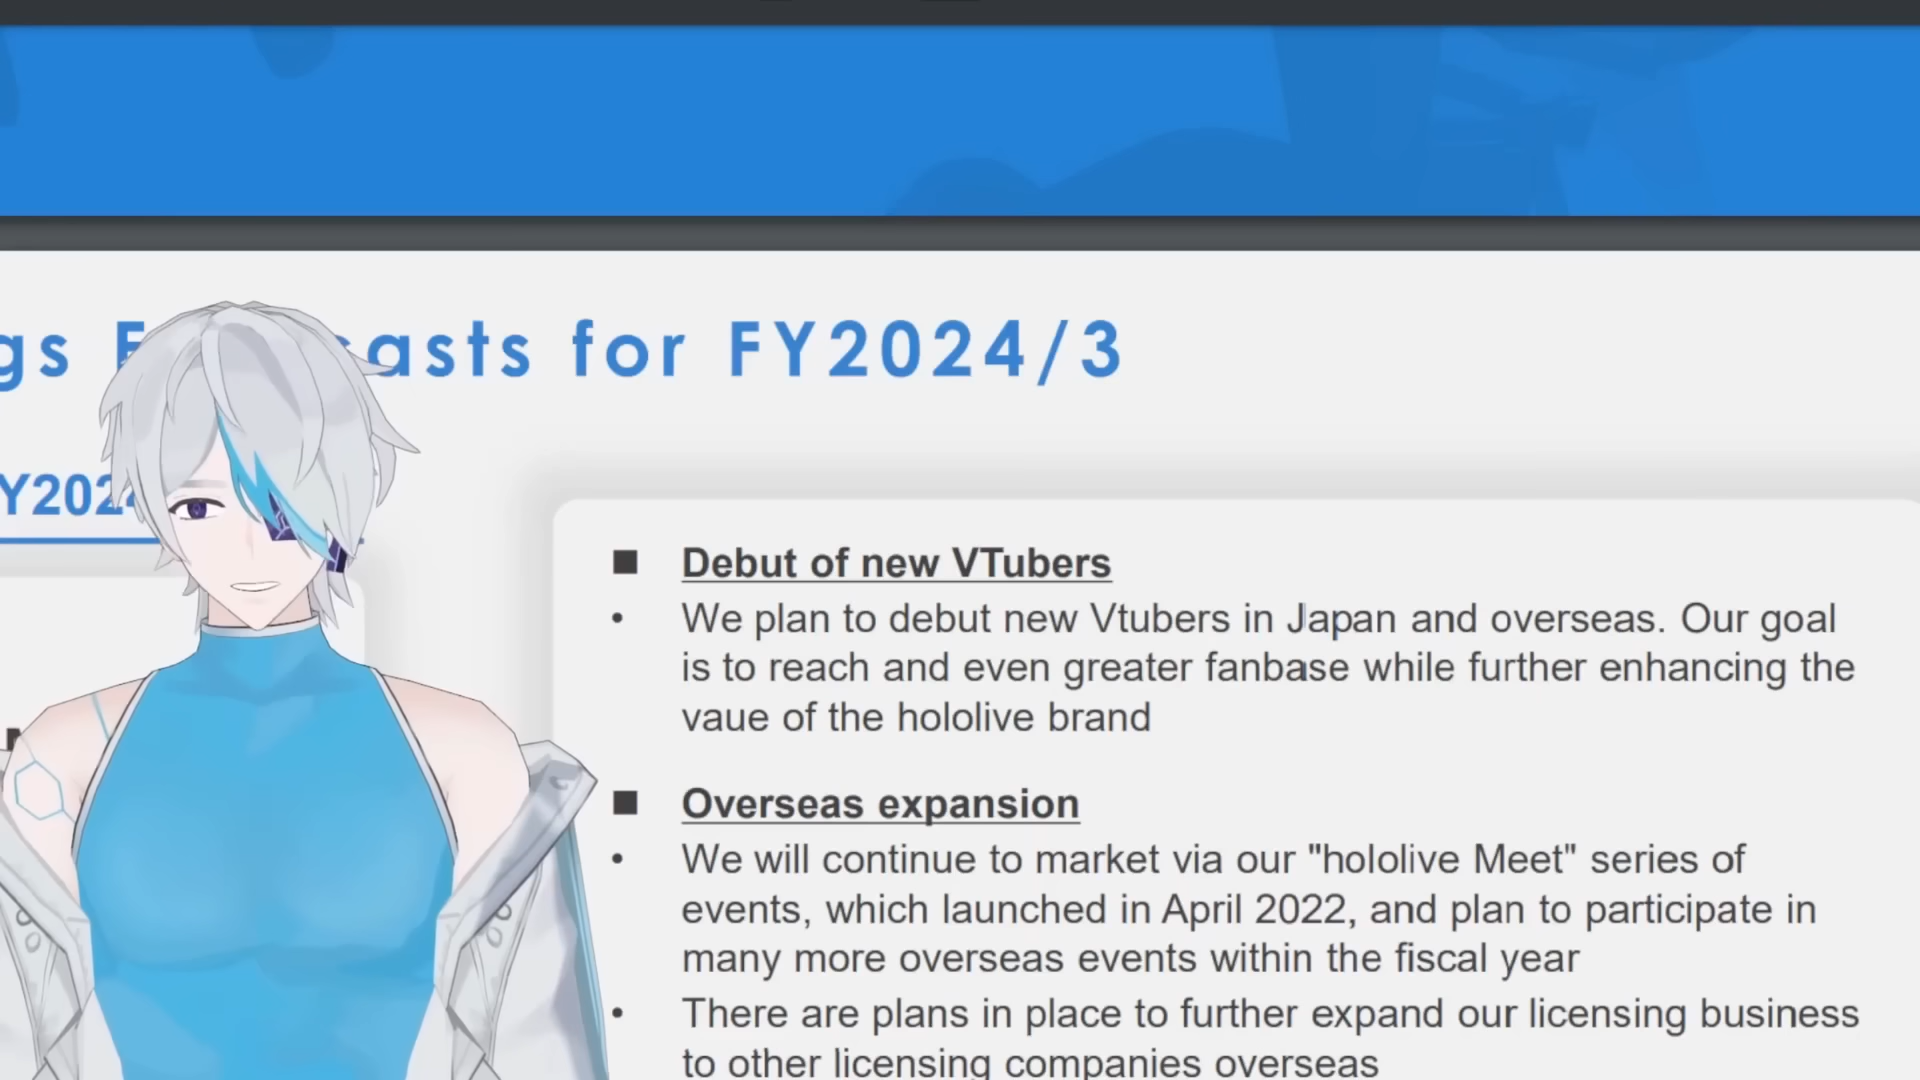 gs casts for FY2024/3
Y2024
■ Debut of new VTubers
• We plan to debut new Vtubers in Japan and overseas. Our goal
is to reach and even greater fanbase while further enhancing the
vaue of the hololive brand
■ Overseas expansion
• We will continue to market via our "hololive Meet" series of
events, which launched in April 2022, and plan to participate in
many more overseas events within the fiscal year
• There are plans in place to further expand our licensing business
to other licensing companies overseas